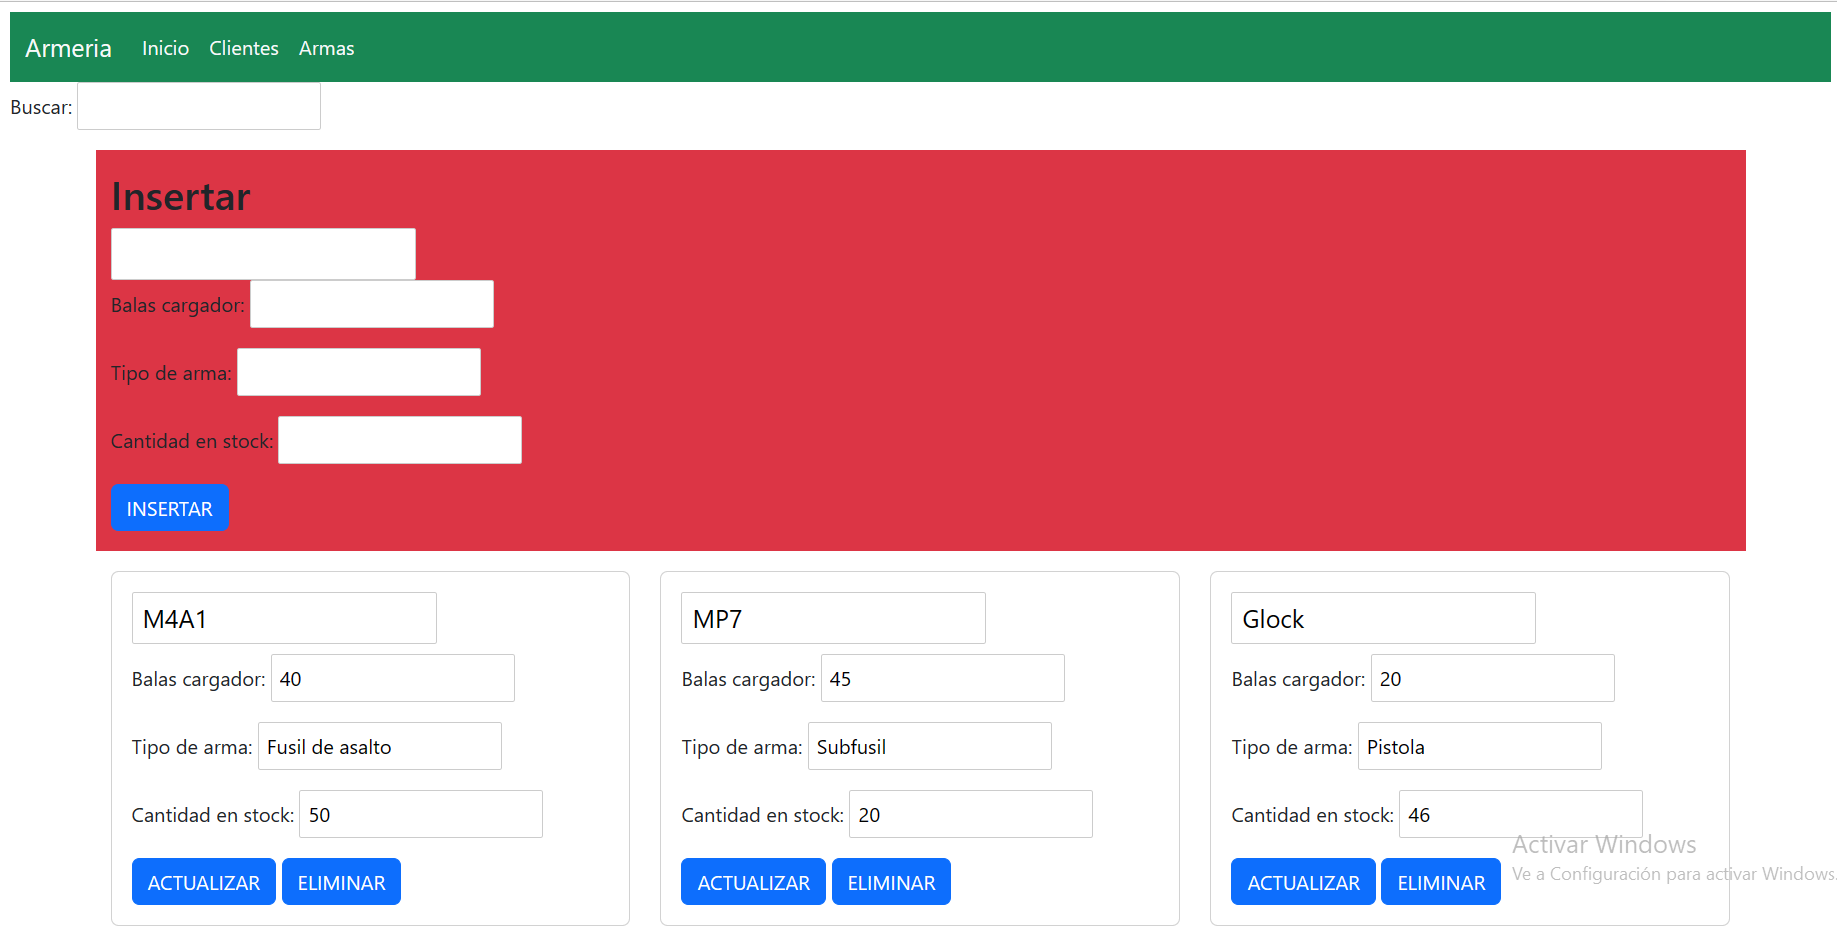 Armeria Inicio Clientes Armas
Buscar:
Insertar
Balas cargador:
Tipo de arma:
Cantidad en stock:
INSERTAR
M4A1
Balas cargador: 40
Tipo de arma: Fusil de asalto
Cantidad en stock: 50
ACTUALIZAR ELIMINAR
MP7
Balas cargador: 45
Tipo de arma: Subfusil
Cantidad en stock: 20
ACTUALIZAR ELIMINAR
Glock
Balas cargador: 20
Tipo de arma: Pistola
Cantidad en stock: 46
ACTUALIZAR ELIMINAR
Activar Windows
Ve a Configuración para activar Windows.